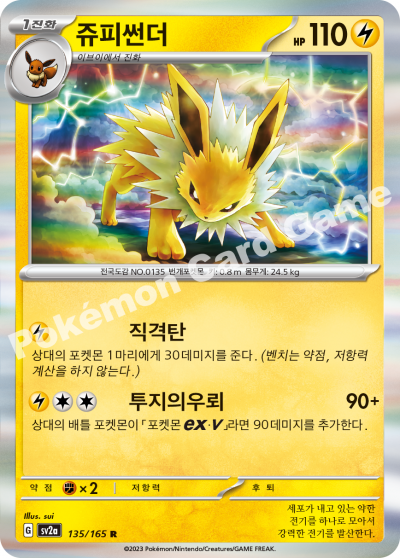 1진화
쥬피썬더
HP 110
이브이에서 진화
전국도감 NO.0135 번개포켓몬 키: 0.8m 몸무게: 24.5kg
직격탄
상대의 포켓몬 1마리에게 30데미지를 준다. (벤치는 약점, 저항력
계산을 하지 않는다.)
투지의우뢰 90+
상대의 배틀 포켓몬이 「포켓몬 ex·V」라면 90데미지를 추가한다.
약점 ×2 저항력 후퇴
Illus. sui
G sv2a 135/165 R
세포가 내고 있는 약한
전기를 하나로 모아서
강력한 전기를 발산한다.
©2023 Pokémon/Nintendo/Creatures/GAME FREAK.
Pokémon Card Game